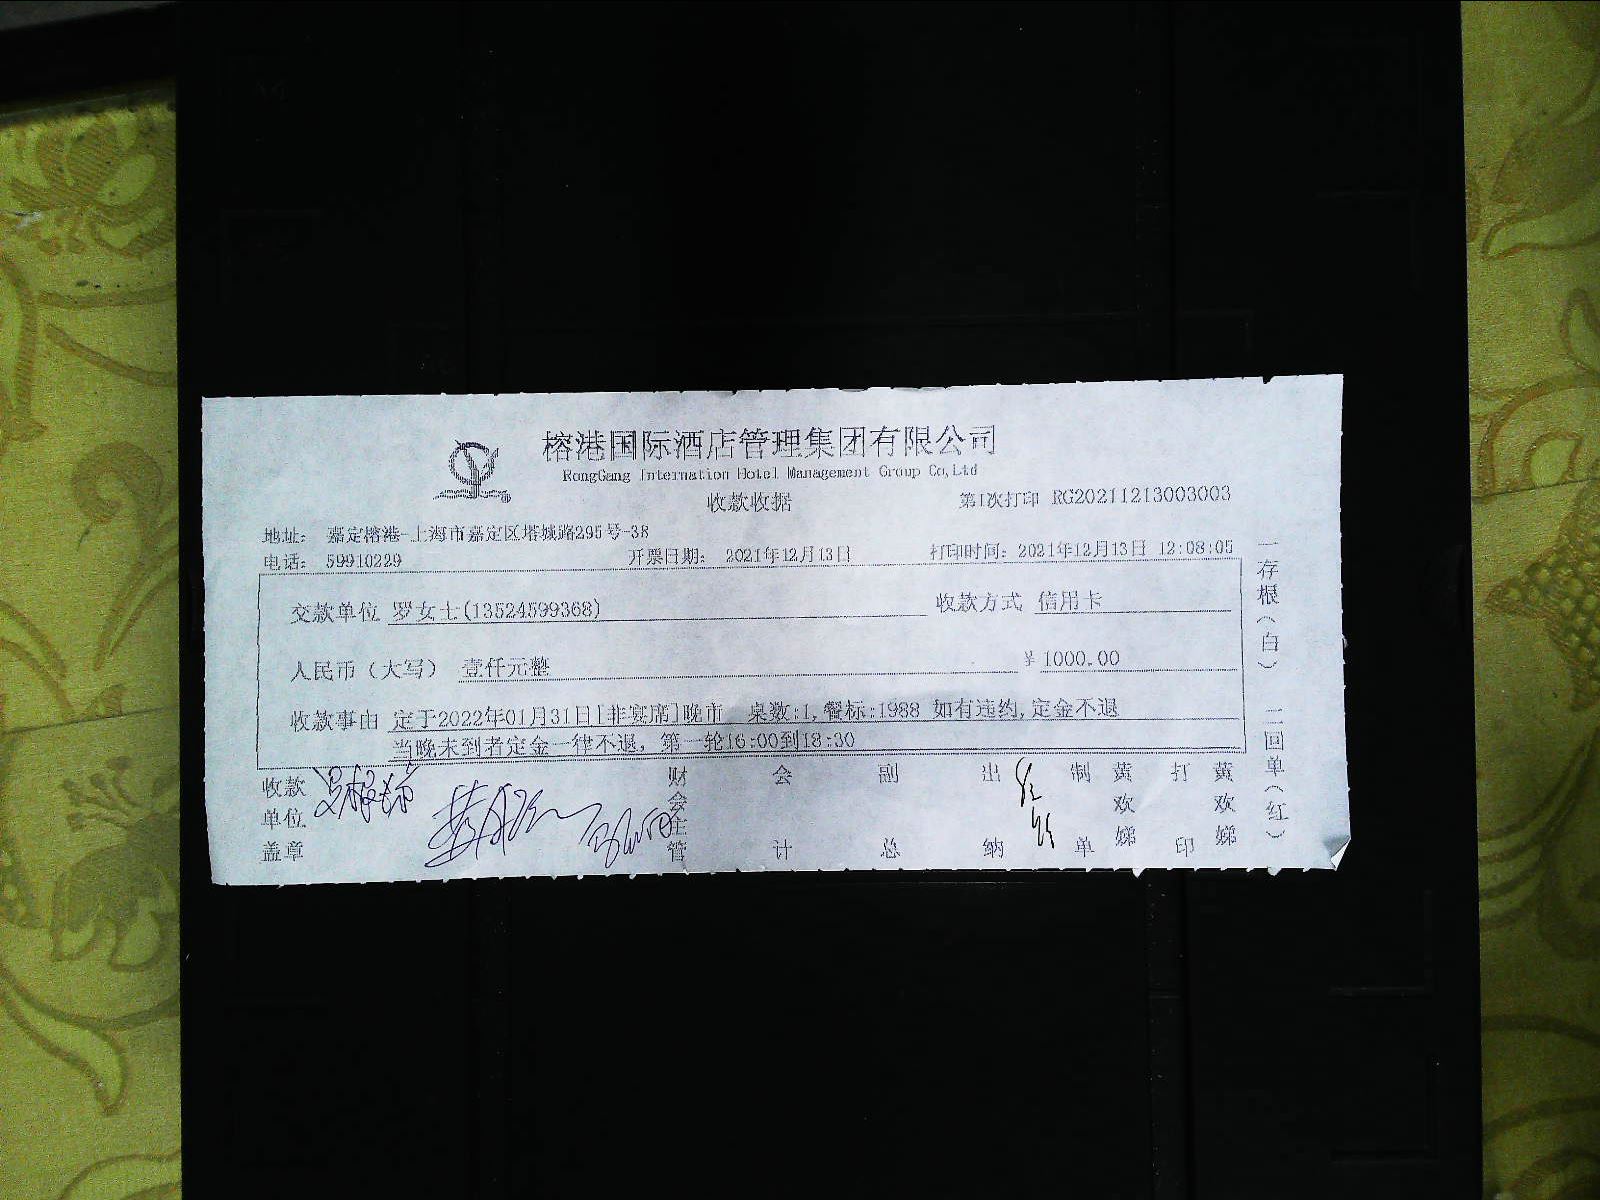 榕港国际酒店管理集团有限公司
RongGang Internation Hotel Management Group Co,Ltd
收款收据
第1次打印 RG20211213003003
地址: 嘉定榕港-上海市嘉定区塔城路295号-38
电话: 59910229 开票日期: 2021年12月13日 打印时间: 2021年12月13日 12:08:05
交款单位 罗女士(13524599368) 收款方式 信用卡
人民币(大写) 壹仟元整 ¥1000.00
收款事由 定于2022年01月31日[非宴席]晚市 桌数:1,餐标:1988 如有违约,定金不退
当晚未到者定金一律不退, 第一轮16:00到18:30
收款单位盖章 财会主管 会计 副总 出纳 制单 黄欢娣 打印 黄欢娣
一存根(白) 二回单(红)